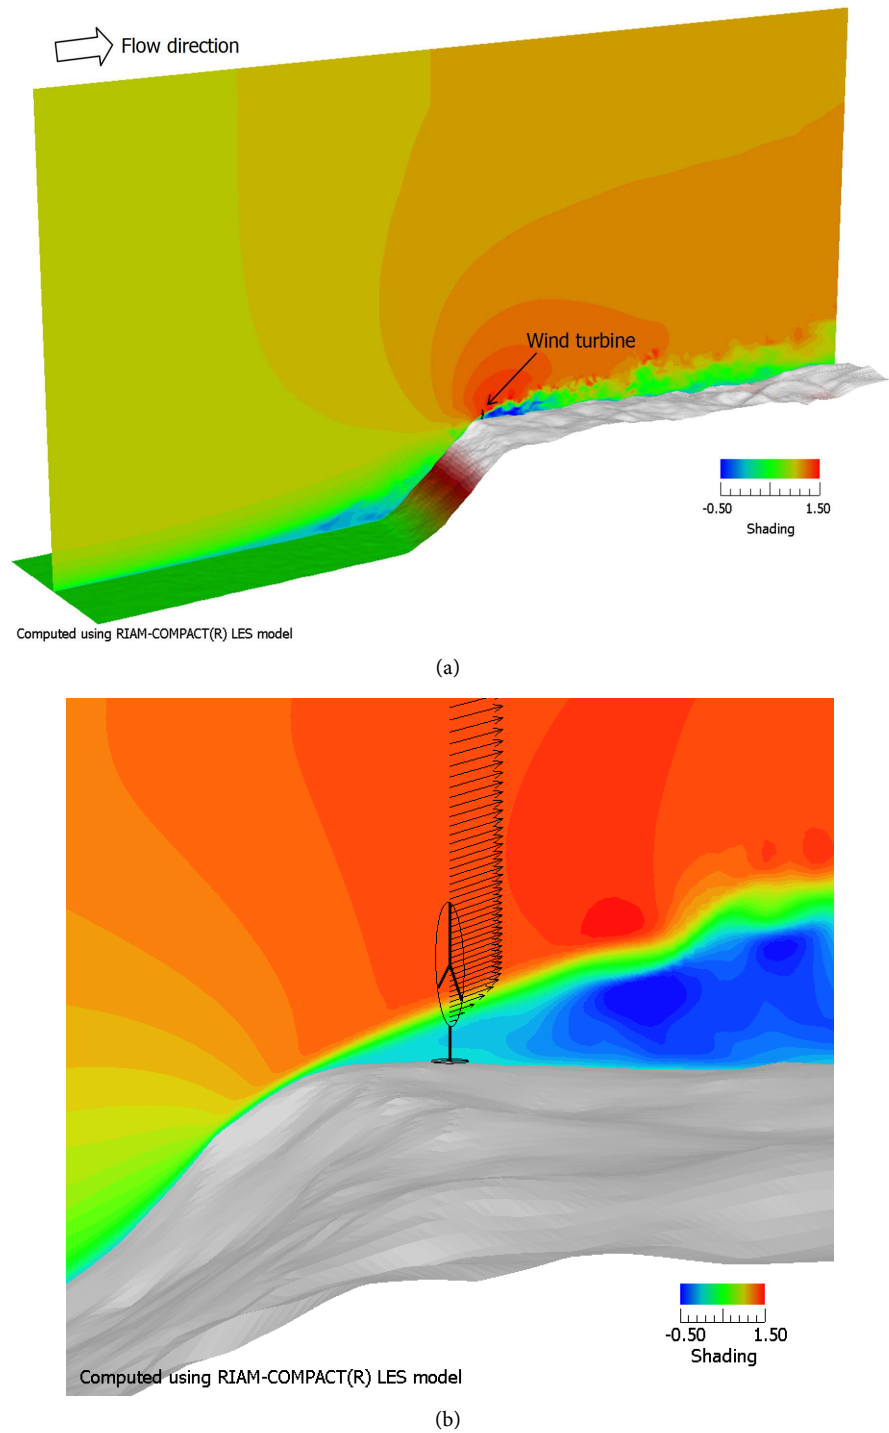 Flow direction
Wind turbine
-0.50 1.50
Shading
Computed using RIAM-COMPACT(R) LES model
(a)
-0.50 1.50
Shading
Computed using RIAM-COMPACT(R) LES model
(b)